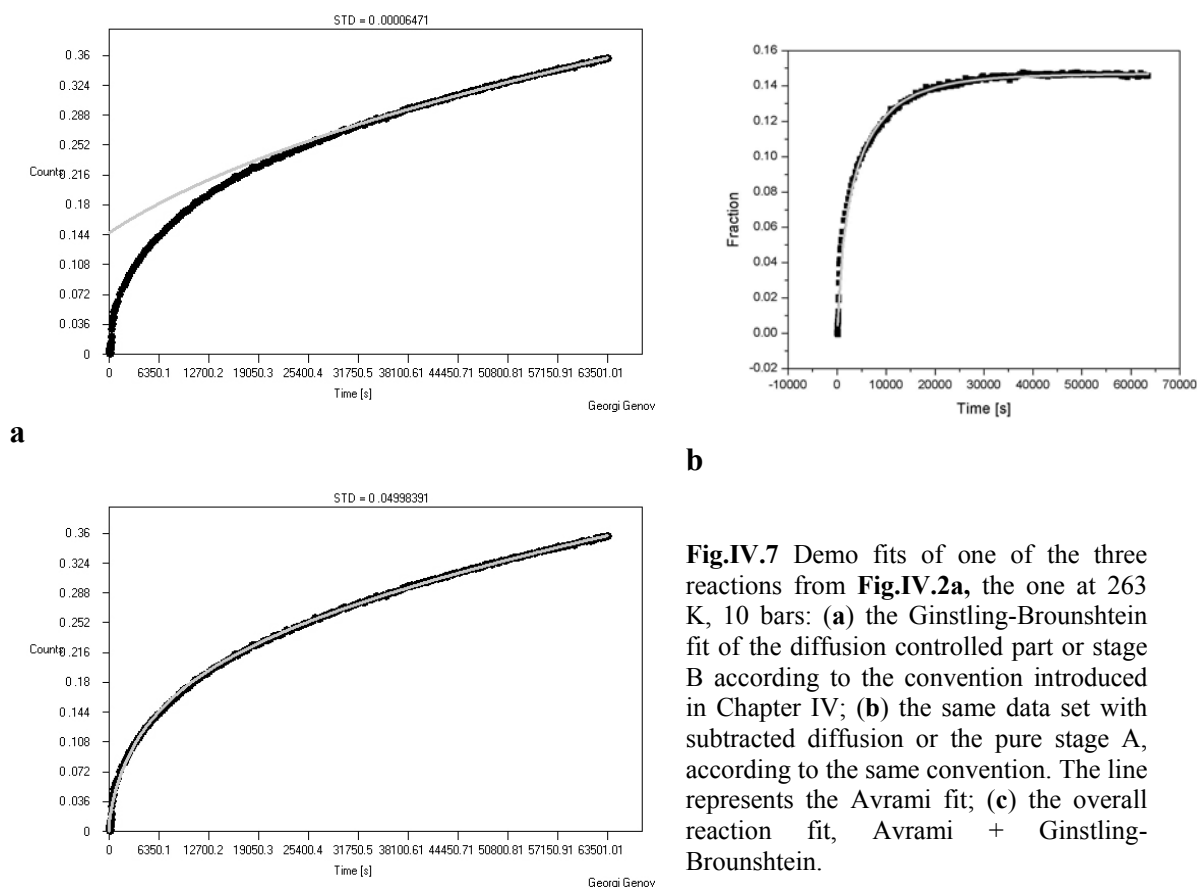 STD = 0.00006471
0.36
0.324
0.288
0.252
0.216
0.18
0.144
0.108
0.072
0.036
0
Counts
0 6350.1 12700.2 19050.3 25400.4 31750.5 38100.61 44450.71 50800.81 57150.91 63501.01
Time [s]
Georgi Genov
a
0.16
0.14
0.12
0.10
0.08
0.06
0.04
0.02
0.00
-0.02
Fraction
-10000 0 10000 20000 30000 40000 50000 60000 70000
Time [s]
b
STD = 0.04998391
0.36
0.324
0.288
0.252
0.216
0.18
0.144
0.108
0.072
0.036
0
Counts
0 6350.1 12700.2 19050.3 25400.4 31750.5 38100.61 44450.71 50800.81 57150.91 63501.01
Time [s]
Georgi Genov
Fig.IV.7 Demo fits of one of the three
reactions from Fig.IV.2a, the one at 263
K, 10 bars: (a) the Ginstling-Brounshtein
fit of the diffusion controlled part or stage
B according to the convention introduced
in Chapter IV; (b) the same data set with
subtracted diffusion or the pure stage A,
according to the same convention. The line
represents the Avrami fit; (c) the overall
reaction fit, Avrami + Ginstling-
Brounshtein.